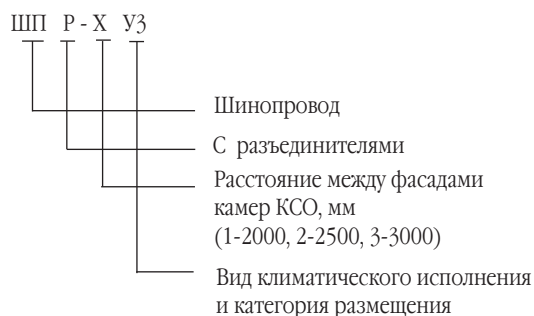 ШП Р - Х У3
Шинопровод
С разъединителями
Расстояние между фасадами
камер КСО, мм
(1-2000, 2-2500, 3-3000)
Вид климатического исполнения
и категория размещения